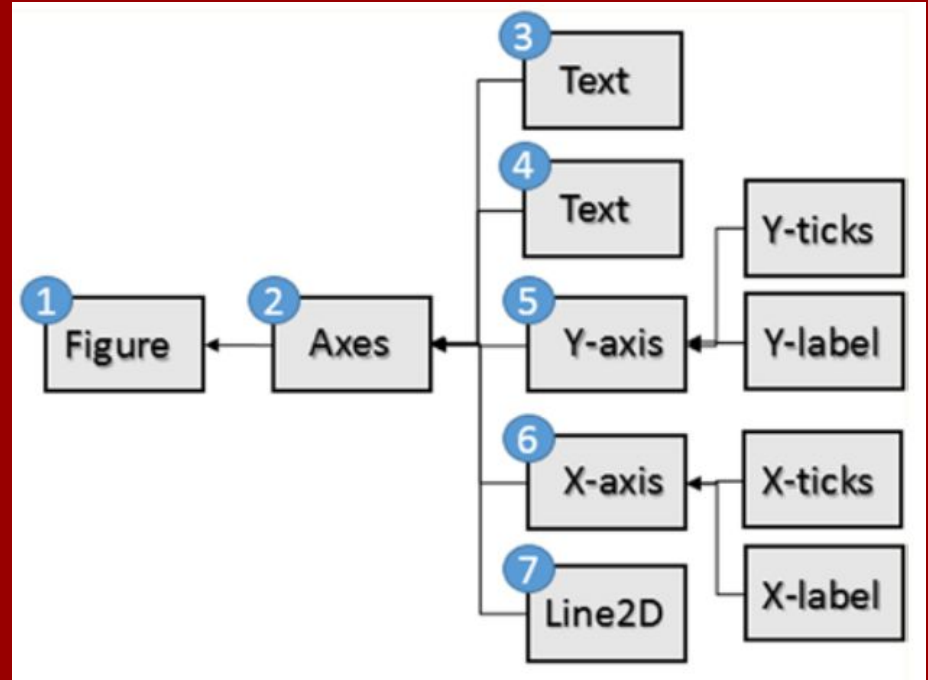 3
Text
4
Text
Y-ticks
1
Figure
2
Axes
5
Y-axis
Y-label
6
X-axis
X-ticks
7
Line2D
X-label